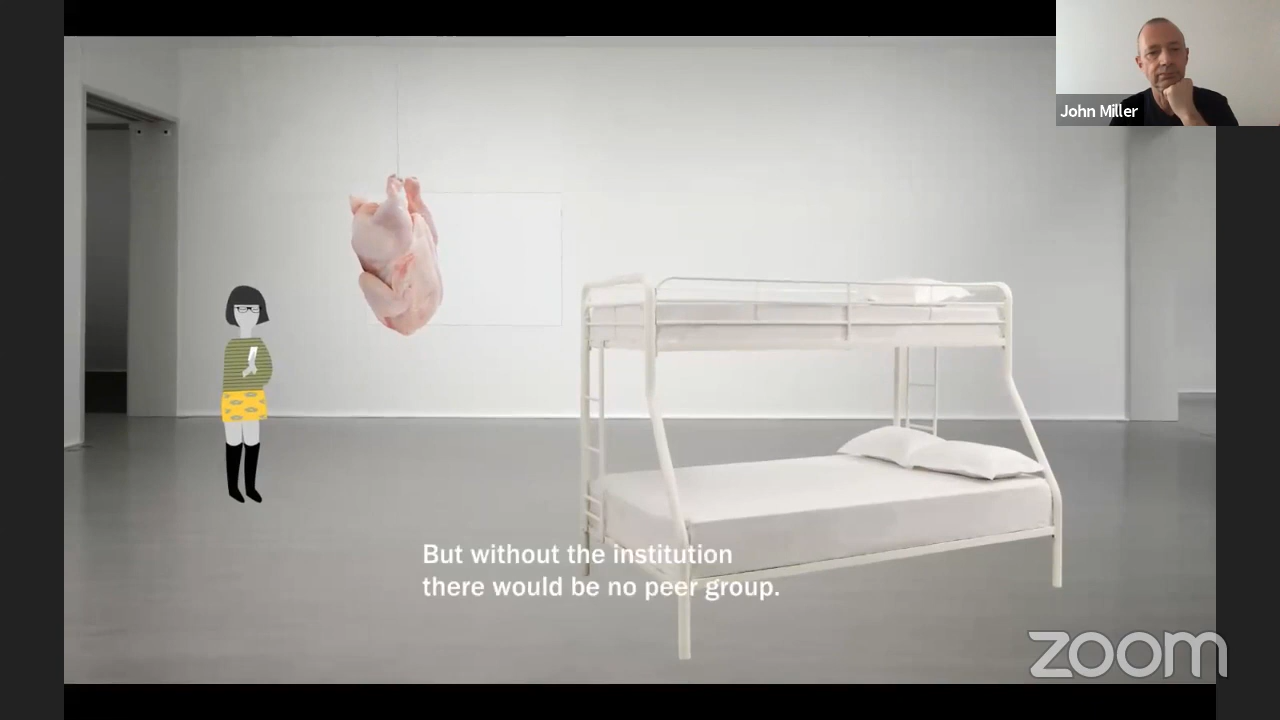 John Miller
But without the institution
there would be no peer group.
zoom